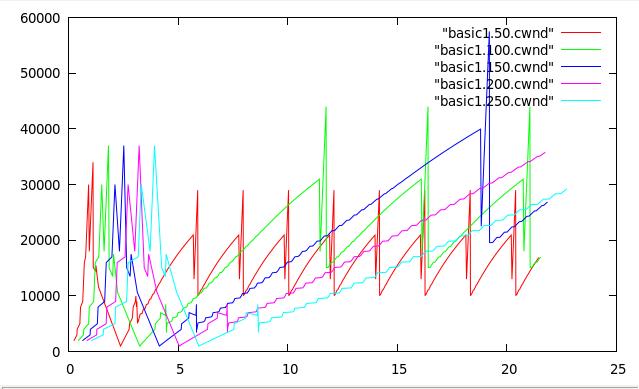 60000
50000
40000
30000
20000
10000
0
"basic1.50.cwnd"
"basic1.100.cwnd"
"basic1.150.cwnd"
"basic1.200.cwnd"
"basic1.250.cwnd"
0 5 10 15 20 25